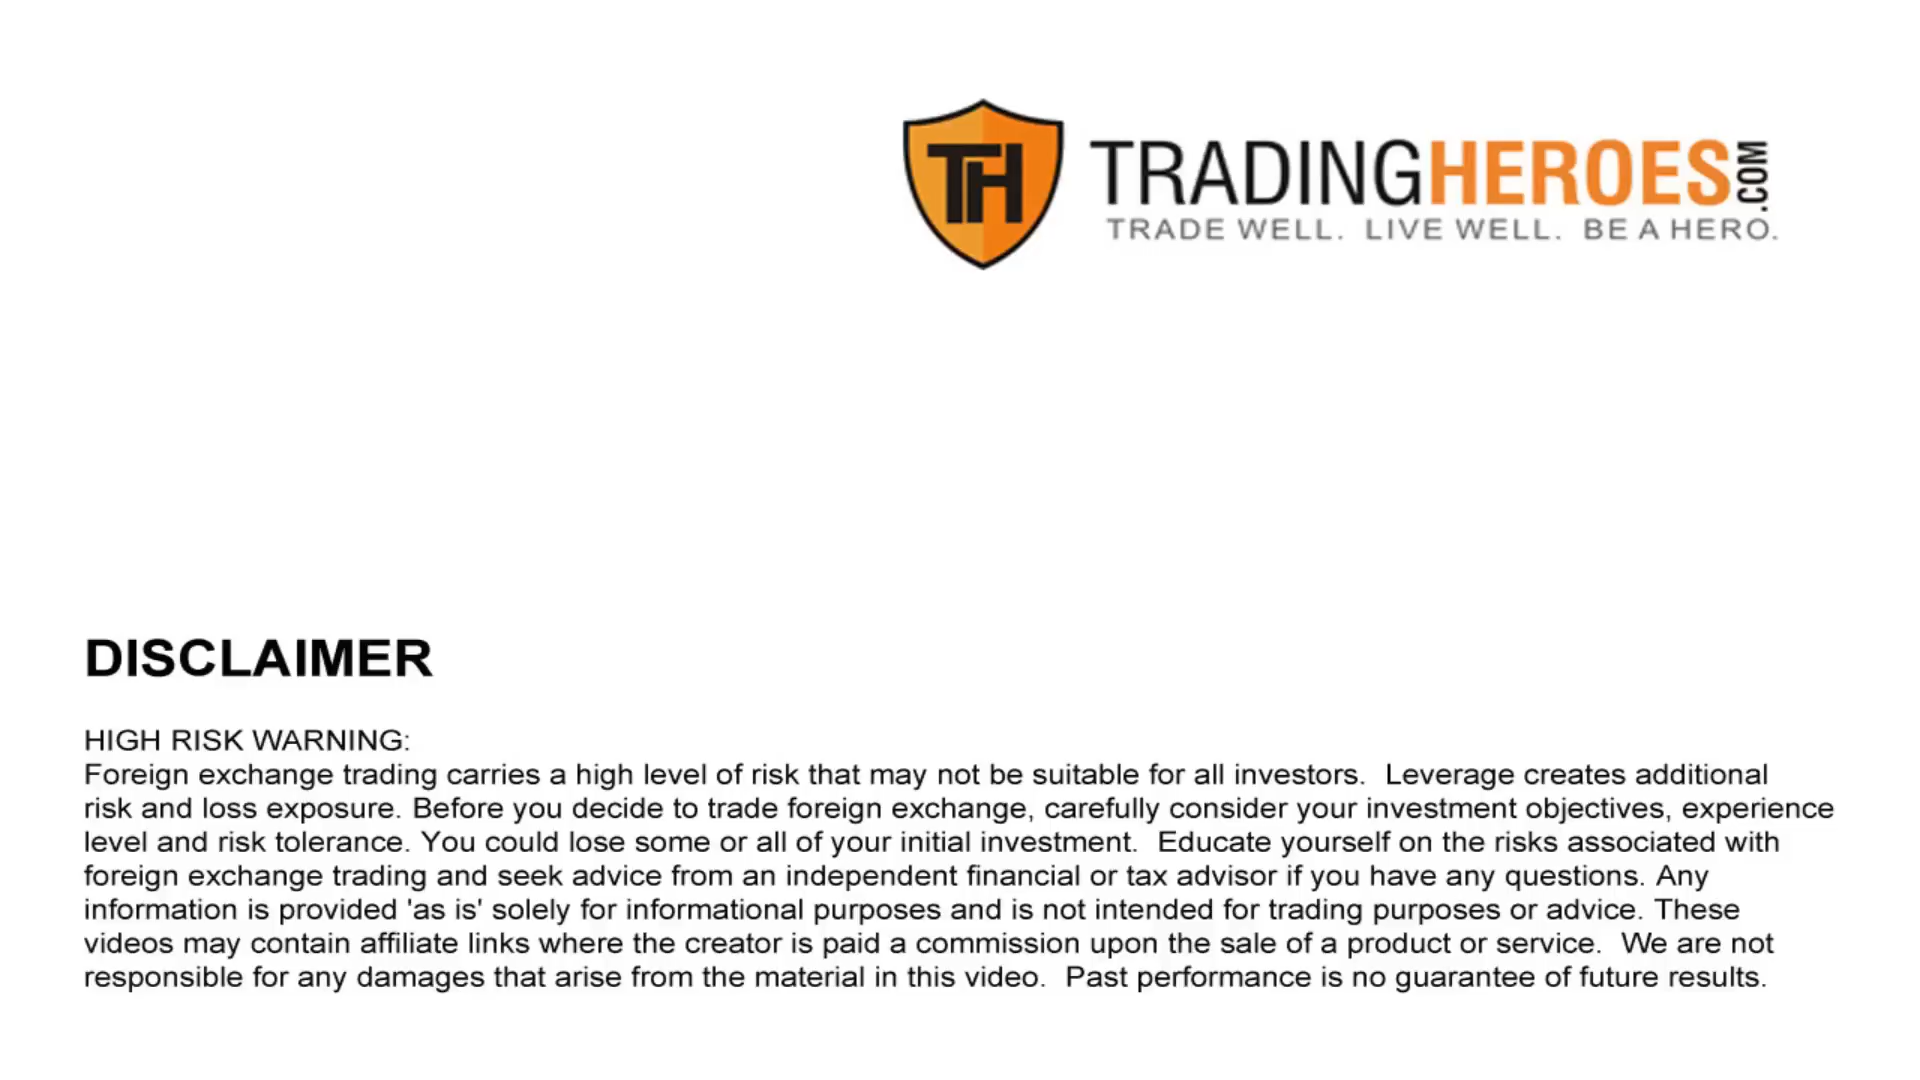 TH
TRADINGHEROES.COM
TRADE WELL. LIVE WELL. BE A HERO.
DISCLAIMER
HIGH RISK WARNING:
Foreign exchange trading carries a high level of risk that may not be suitable for all investors.  Leverage creates additional
risk and loss exposure. Before you decide to trade foreign exchange, carefully consider your investment objectives, experience
level and risk tolerance. You could lose some or all of your initial investment.  Educate yourself on the risks associated with
foreign exchange trading and seek advice from an independent financial or tax advisor if you have any questions. Any
information is provided 'as is' solely for informational purposes and is not intended for trading purposes or advice. These
videos may contain affiliate links where the creator is paid a commission upon the sale of a product or service.  We are not
responsible for any damages that arise from the material in this video.  Past performance is no guarantee of future results.